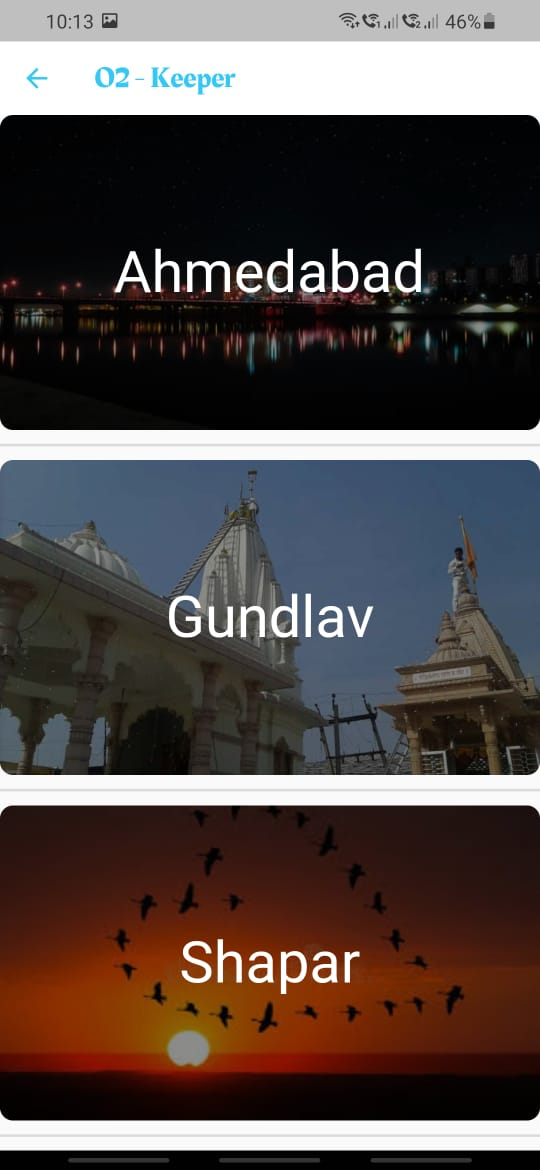 10:13 46%
O2 - Keeper
Ahmedabad
Gundlav
Shapar